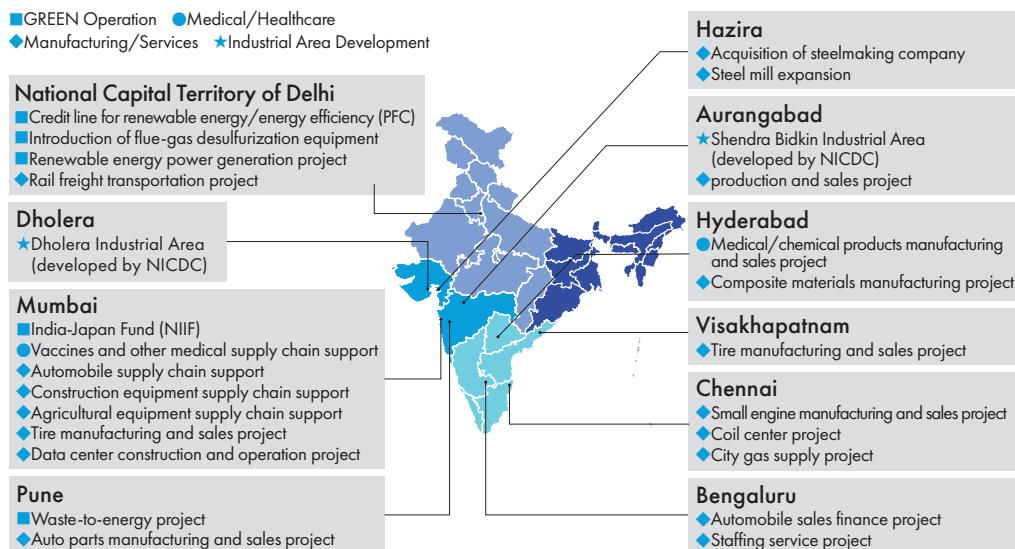 ■GREEN Operation ●Medical/Healthcare
◆Manufacturing/Services ★Industrial Area Development
National Capital Territory of Delhi
■Credit line for renewable energy/energy efficiency (PFC)
■Introduction of flue-gas desulfurization equipment
■Renewable energy power generation project
◆Rail freight transportation project
Dholera
★Dholera Industrial Area
(developed by NICDC)
Mumbai
■India-Japan Fund (NIIF)
●Vaccines and other medical supply chain support
◆Automobile supply chain support
◆Construction equipment supply chain support
◆Agricultural equipment supply chain support
◆Tire manufacturing and sales project
◆Data center construction and operation project
Pune
■Waste-to-energy project
◆Auto parts manufacturing and sales project
Hazira
◆Acquisition of steelmaking company
◆Steel mill expansion
Aurangabad
★Shendra Bidkin Industrial Area
(developed by NICDC)
◆production and sales project
Hyderabad
●Medical/chemical products manufacturing
and sales project
◆Composite materials manufacturing project
Visakhapatnam
◆Tire manufacturing and sales project
Chennai
◆Small engine manufacturing and sales project
◆Coil center project
◆City gas supply project
Bengaluru
◆Automobile sales finance project
◆Staffing service project